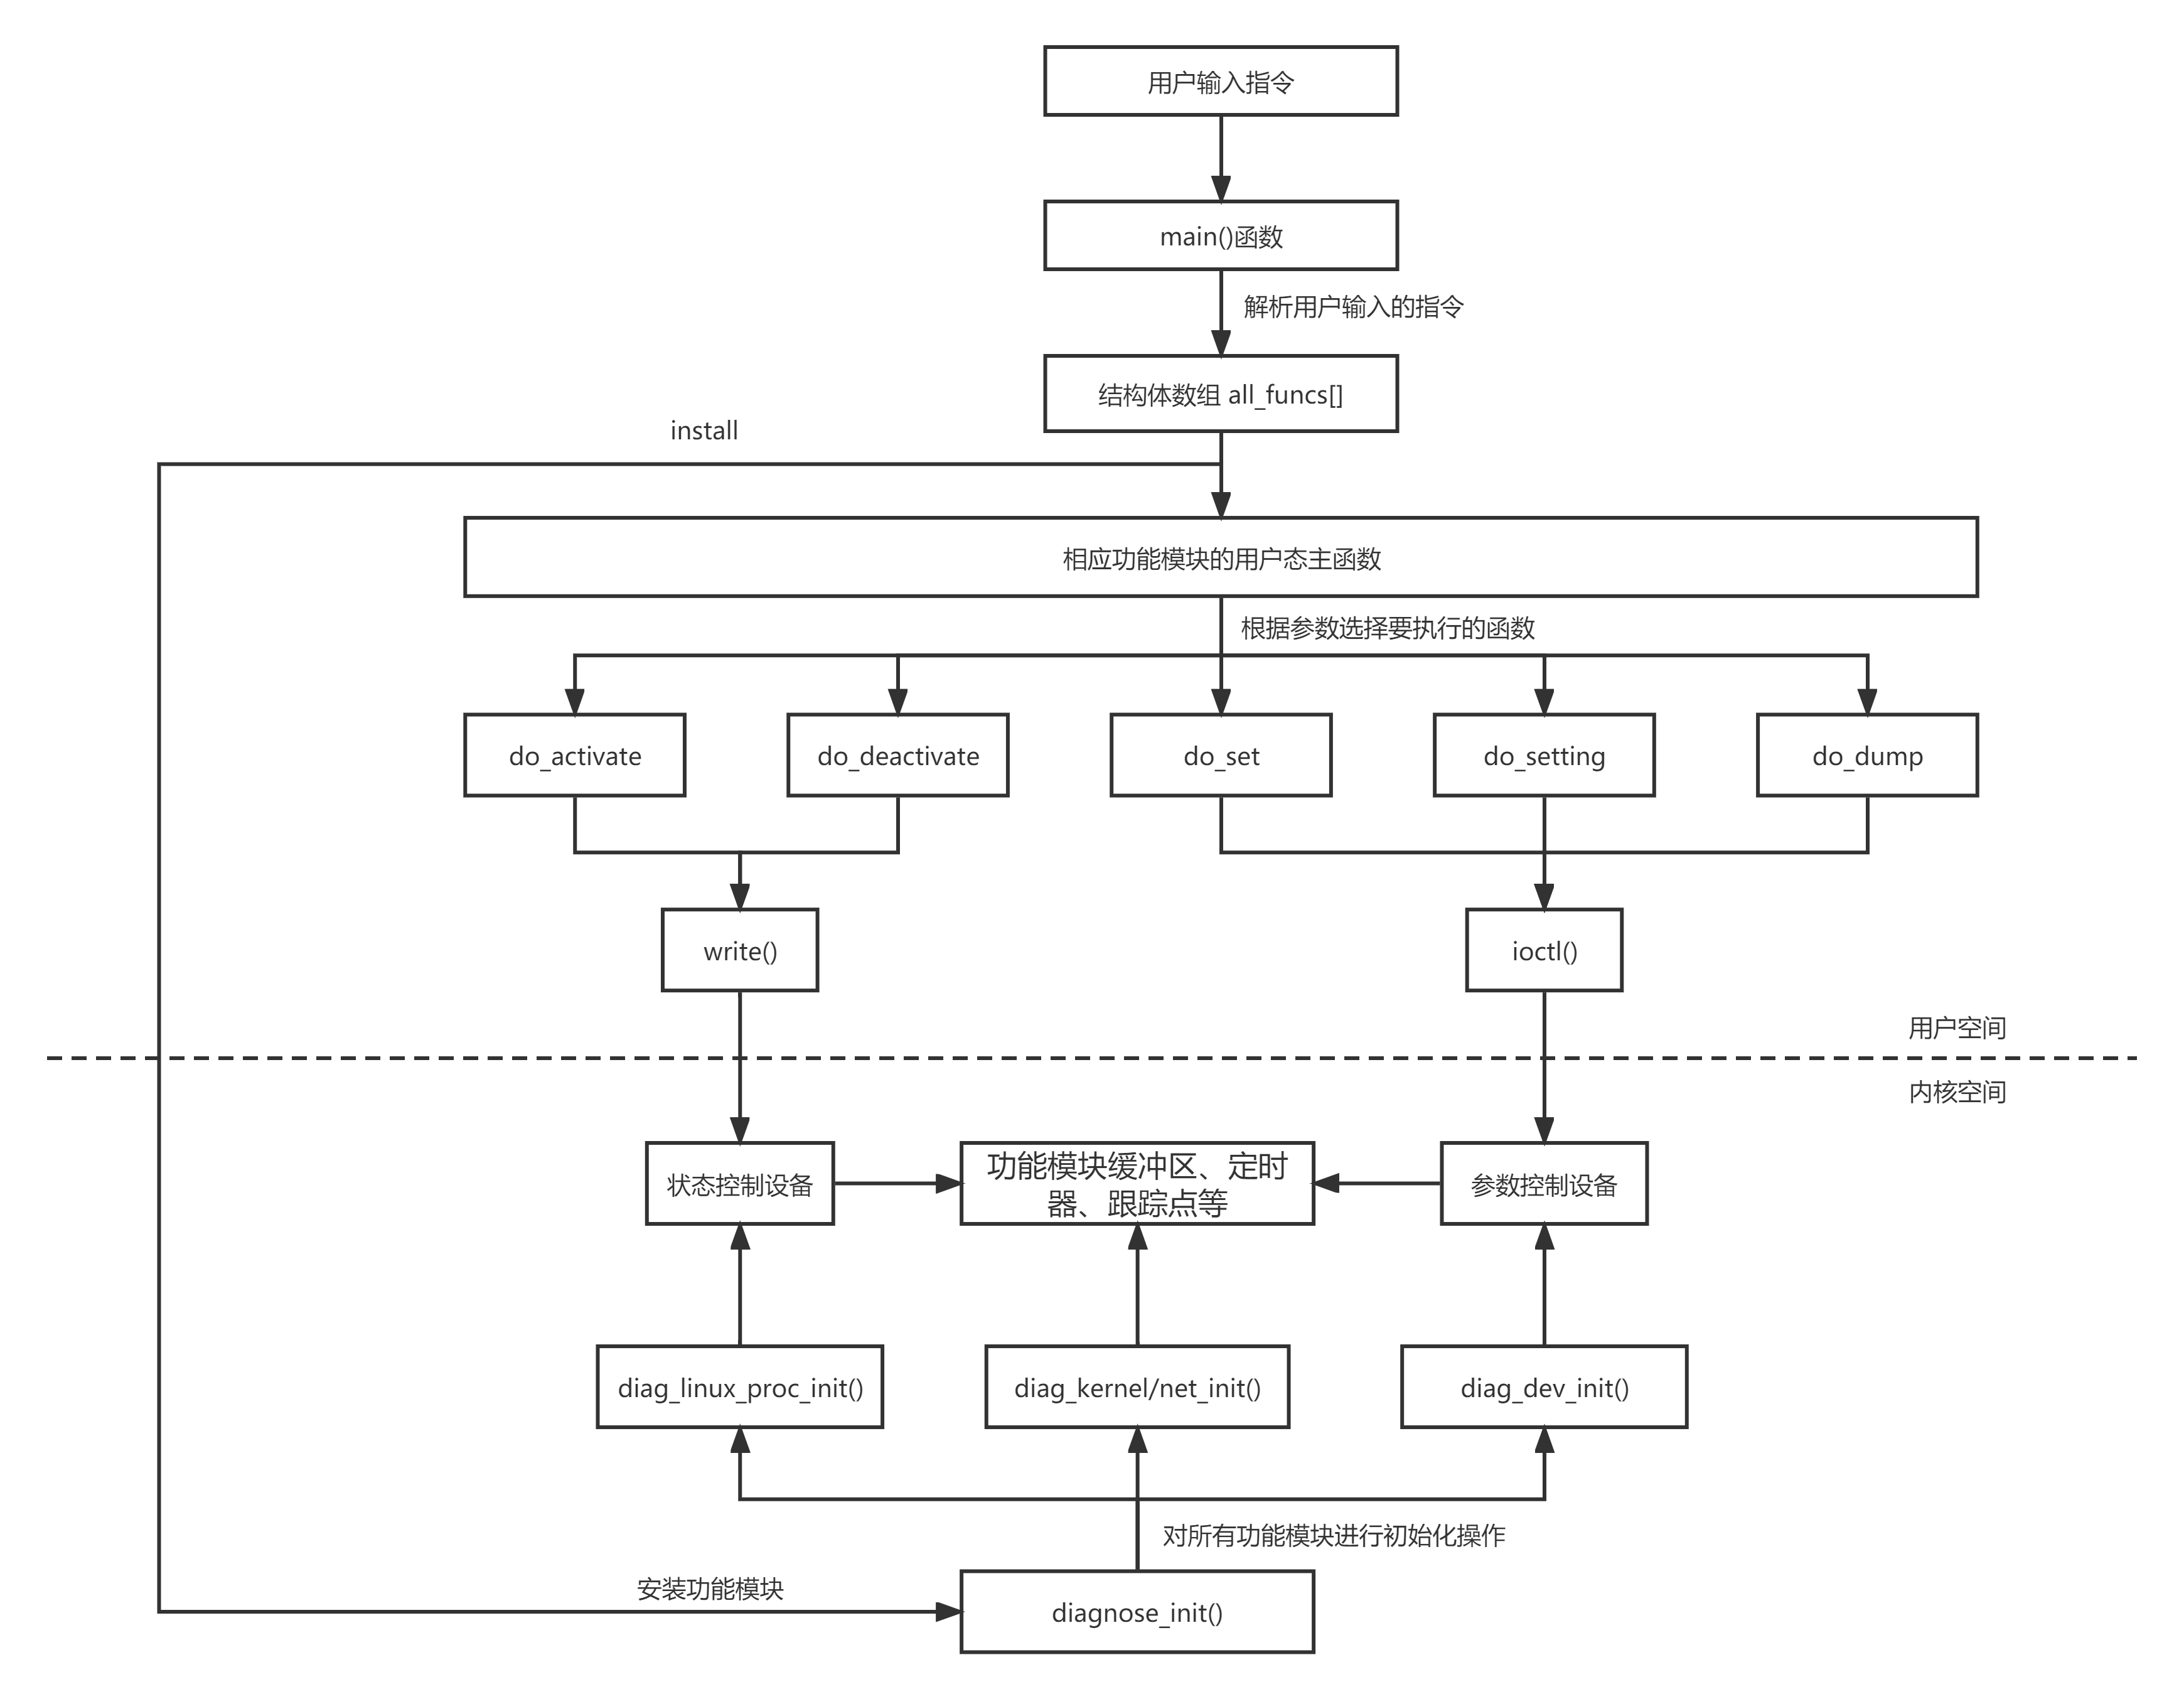 用户输入指令
main()函数
解析用户输入的指令
结构体数组 all_funcs[]
install
相应功能模块的用户态主函数
根据参数选择要执行的函数
do_activate
do_deactivate
do_set
do_setting
do_dump
write()
ioctl()
用户空间
内核空间
状态控制设备
功能模块缓冲区、定时
器、跟踪点等
参数控制设备
diag_linux_proc_init()
diag_kernel/net_init()
diag_dev_init()
对所有功能模块进行初始化操作
安装功能模块
diagnose_init()